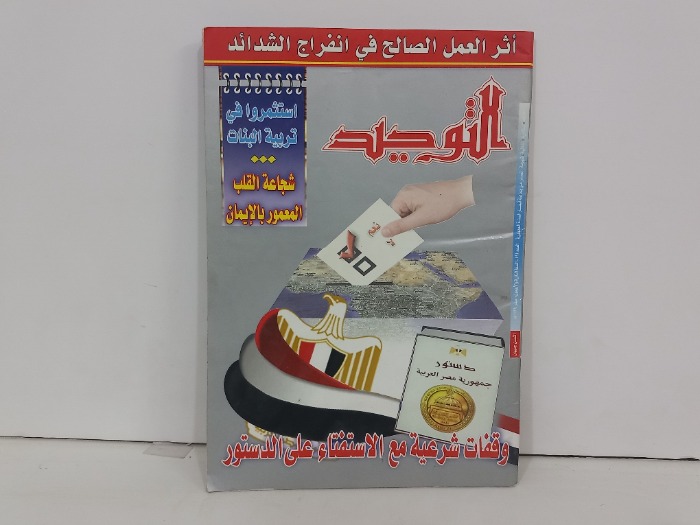 أثر العمل الصالح في انفراج الشدائد
استثمروا في
تربية البنات
شجاعة القلب
المعمور بالإيمان
التوحيد
نعم
دستور
جمهورية مصر العربية
وقفات شرعية مع الاستفتاء على الدستور